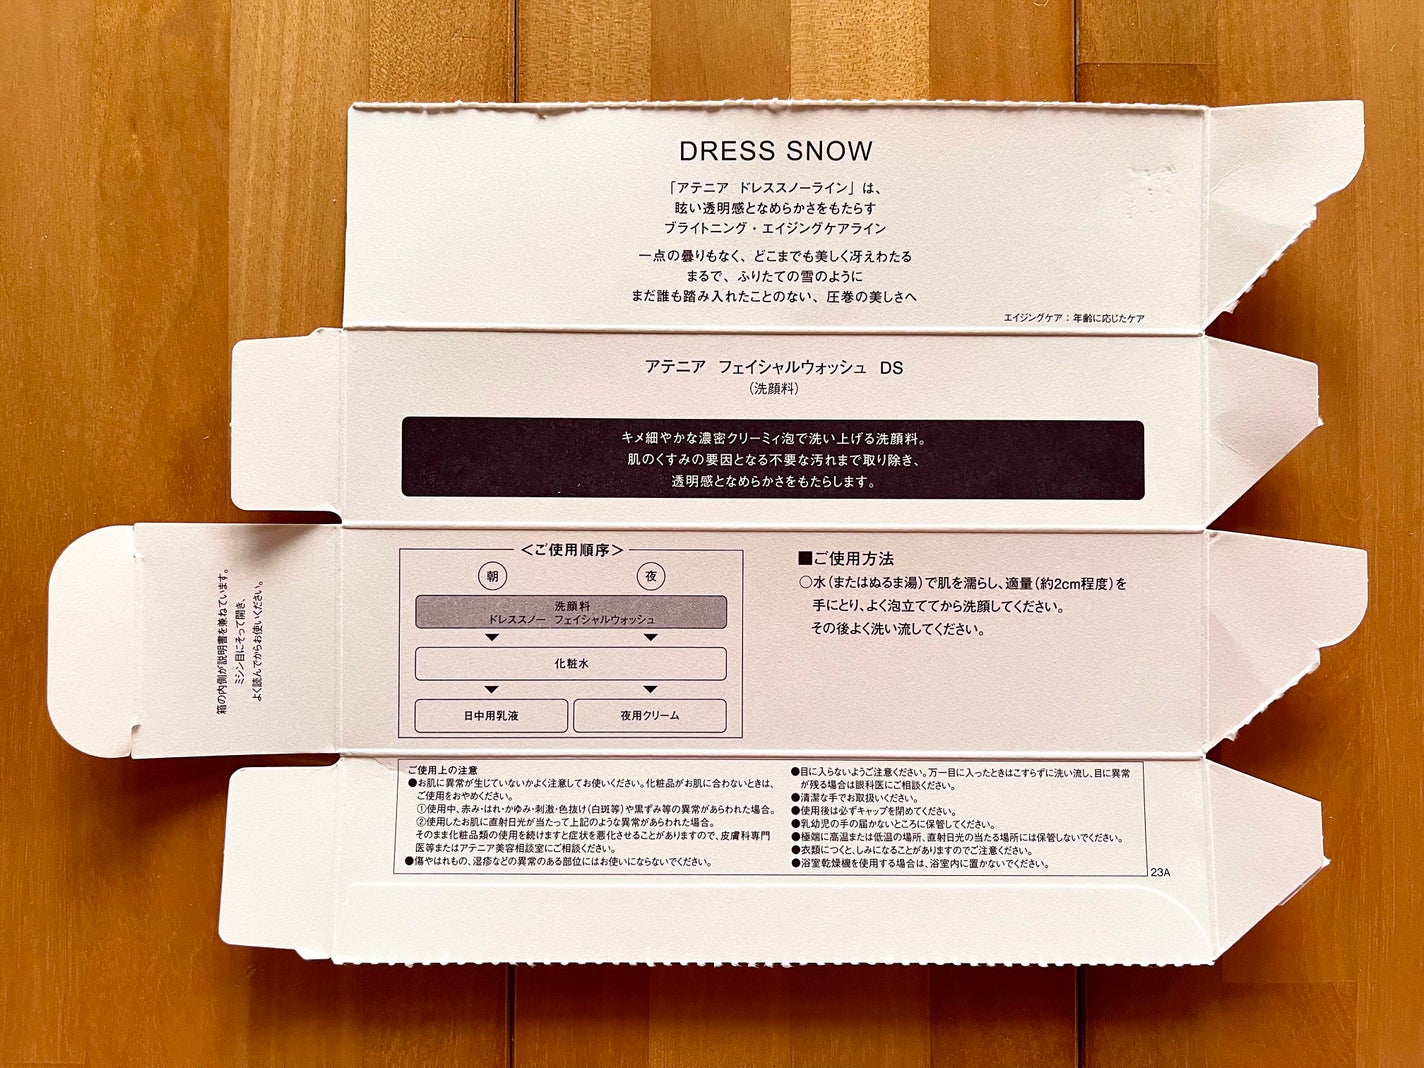 DRESS SNOW
「アテニア ドレススノーライン」は、
眩い透明感となめらかさをもたらす
ブライトニング・エイジングケアライン
一点の曇りもなく、どこまでも美しく冴えわたる
まるで、ふりたての雪のように
まだ誰も踏み入れたことのない、圧巻の美しさへ
エイジングケア：年齢に応じたケア
アテニア フェイシャルウォッシュ DS
（洗顔料）
キメ細やかな濃密クリーミィ泡で洗い上げる洗顔料。
肌のくすみの要因となる不要な汚れまで取り除き、
透明感となめらかさをもたらします。
箱の内側が説明書を兼ねています。
ミシン目にそって開き、
よく読んでからお使いください。
＜ご使用順序＞
朝 夜
洗顔料
ドレススノー フェイシャルウォッシュ
化粧水
日中用乳液 夜用クリーム
■ご使用方法
○水（またはぬるま湯）で肌を濡らし、適量（約2cm程度）を
手にとり、よく泡立ててから洗顔してください。
その後よく洗い流してください。
ご使用上の注意
●お肌に異常が生じていないかよく注意してお使いください。化粧品がお肌に合わないときは、
ご使用をおやめください。
①使用中、赤み・はれ・かゆみ・刺激・色抜け（白斑等）や黒ずみ等の異常があらわれた場合。
②使用したお肌に直射日光が当たって上記のような異常があらわれた場合。
そのまま化粧品類の使用を続けますと症状を悪化させることがありますので、皮膚科専門
医等またはアテニア美容相談室にご相談ください。
●傷やはれもの、湿疹などの異常のある部位にはお使いにならないでください。
●目に入らないようご注意ください。万一目に入ったときはこすらずに洗い流し、目に異常
が残る場合は眼科医にご相談ください。
●清潔な手でお取扱いください。
●使用後は必ずキャップを閉めてください。
●乳幼児の手の届かないところに保管してください。
●極端に高温または低温の場所、直射日光の当たる場所には保管しないでください。
●衣類につくと、しみになることがありますのでご注意ください。
●浴室乾燥機を使用する場合は、浴室内に置かないでください。
23A